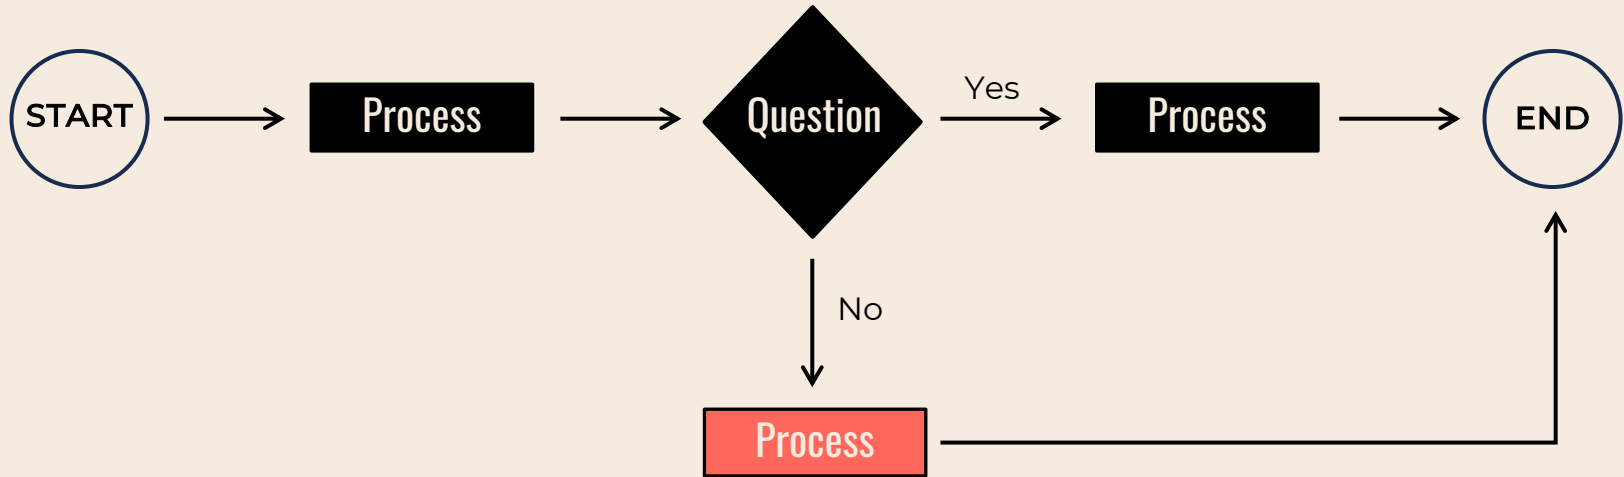 START
Process
Question
Yes
Process
END
No
Process